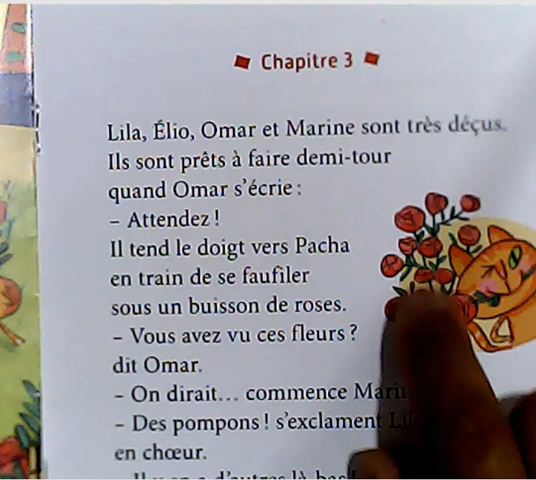 Chapitre 3
Lila, Élio, Omar et Marine sont très déçus.
Ils sont prêts à faire demi-tour
quand Omar s'écrie :
– Attendez !
Il tend le doigt vers Pacha
en train de se faufiler
sous un buisson de roses.
– Vous avez vu ces fleurs ?
dit Omar.
– On dirait... commence
– Des pompons ! s'exclament
en chœur.